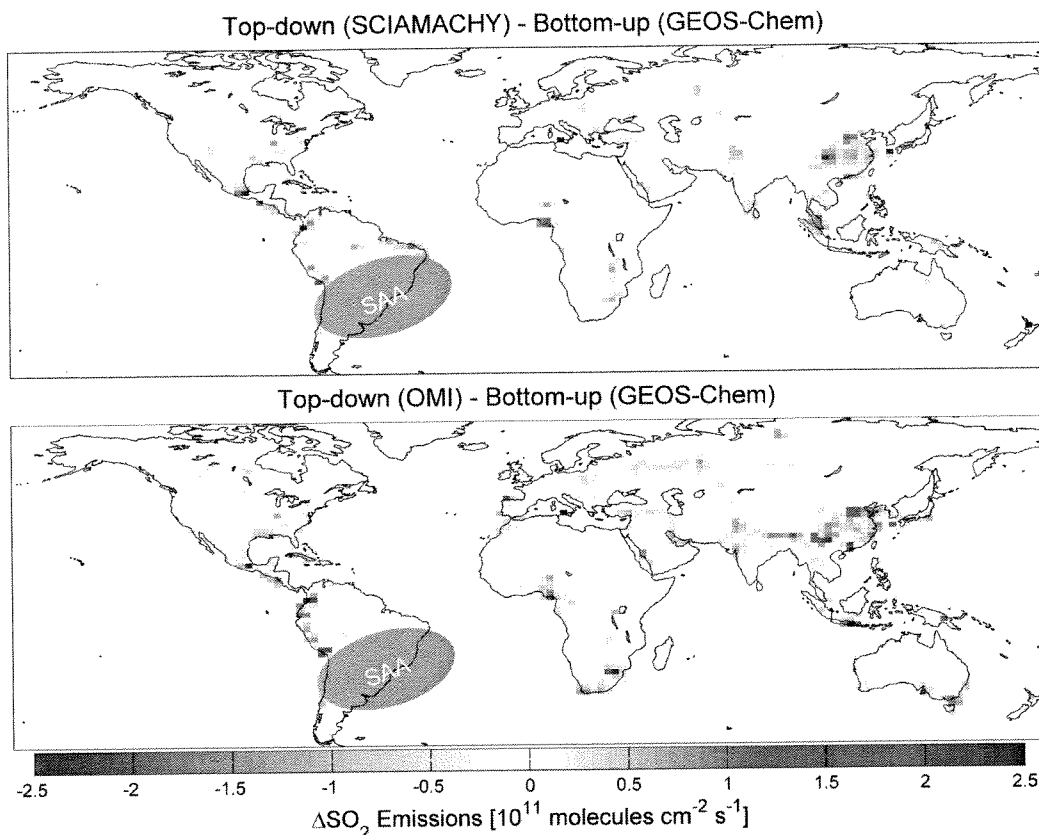 Top-down (SCIAMACHY) - Bottom-up (GEOS-Chem)
SAA
Top-down (OMI) - Bottom-up (GEOS-Chem)
SAA
-2.5 -2 -1.5 -1 -0.5 0 0.5 1 1.5 2 2.5
ΔSO₂ Emissions [10¹¹ molecules cm⁻² s⁻¹]